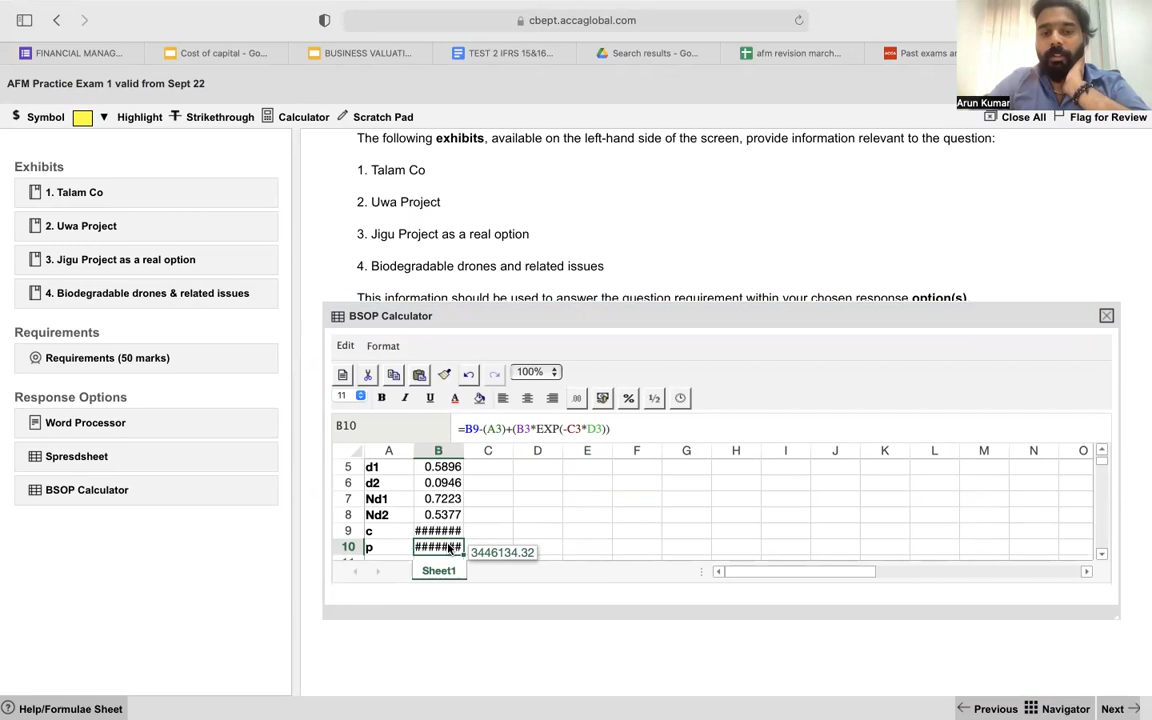 cbept.accaglobal.com
FINANCIAL MANAG...
Cost of capital - Go...
BUSINESS VALUATI...
TEST 2 IFRS 15&16...
Search results - Go...
afm revision march...
ACCA
Past exams an
AFM Practice Exam 1 valid from Sept 22
Arun Kumar
$ Symbol
Highlight
Strikethrough
Calculator
Scratch Pad
Close All
Flag for Review
Exhibits
1. Talam Co
2. Uwa Project
3. Jigu Project as a real option
4. Biodegradable drones & related issues
Requirements
Requirements (50 marks)
Response Options
Word Processor
Spredsheet
BSOP Calculator
The following exhibits, available on the left-hand side of the screen, provide information relevant to the question:
1. Talam Co
2. Uwa Project
3. Jigu Project as a real option
4. Biodegradable drones and related issues
This information should be used to answer the question requirement within your chosen response option(s).
BSOP Calculator
Edit Format
100%
11 B I U A .00 % 1/2
B10 =B9-(A3)+(B3*EXP(-C3*D3))
A B C D E F G H I J K L M N O
5 d1 0.5896
6 d2 0.0946
7 Nd1 0.7223
8 Nd2 0.5377
9 c #######
10 p #######
3446134.32
Sheet1
? Help/Formulae Sheet
Previous
Navigator
Next